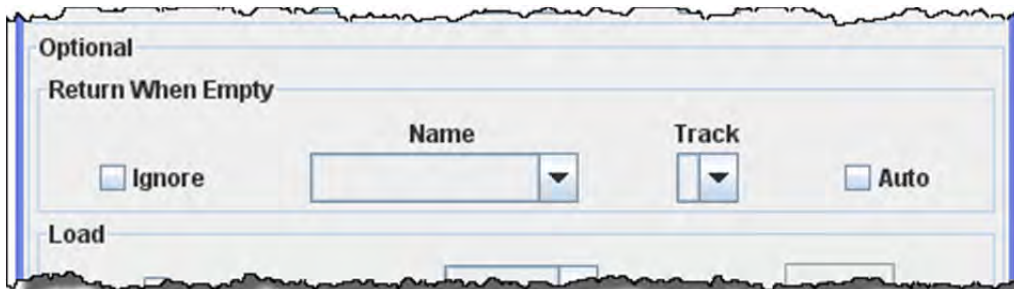 Optional
Return When Empty
Name Track
Ignore Auto
Load